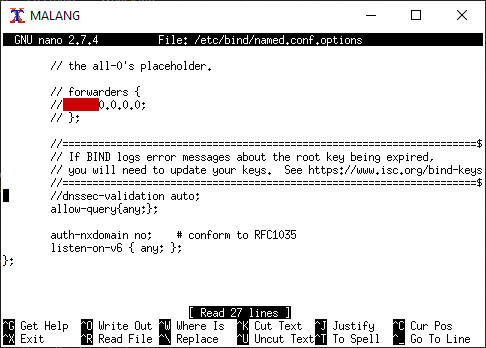 MALANG
GNU nano 2.7.4 File: /etc/bind/named.conf.options
// the all-0's placeholder.
// forwarders {
// 0.0.0.0;
// };
//=====================================================================$
// If BIND logs error messages about the root key being expired,
// you will need to update your keys. See https://www.isc.org/bind-keys
//=====================================================================$
//dnssec-validation auto;
allow-query{any;};
auth-nxdomain no; # conform to RFC1035
listen-on-v6 { any; };
};
[ Read 27 lines ]
^G Get Help ^O Write Out ^W Where Is ^K Cut Text ^J Justify ^C Cur Pos
^X Exit ^R Read File ^\ Replace ^U Uncut Text ^T To Spell ^_ Go To Line